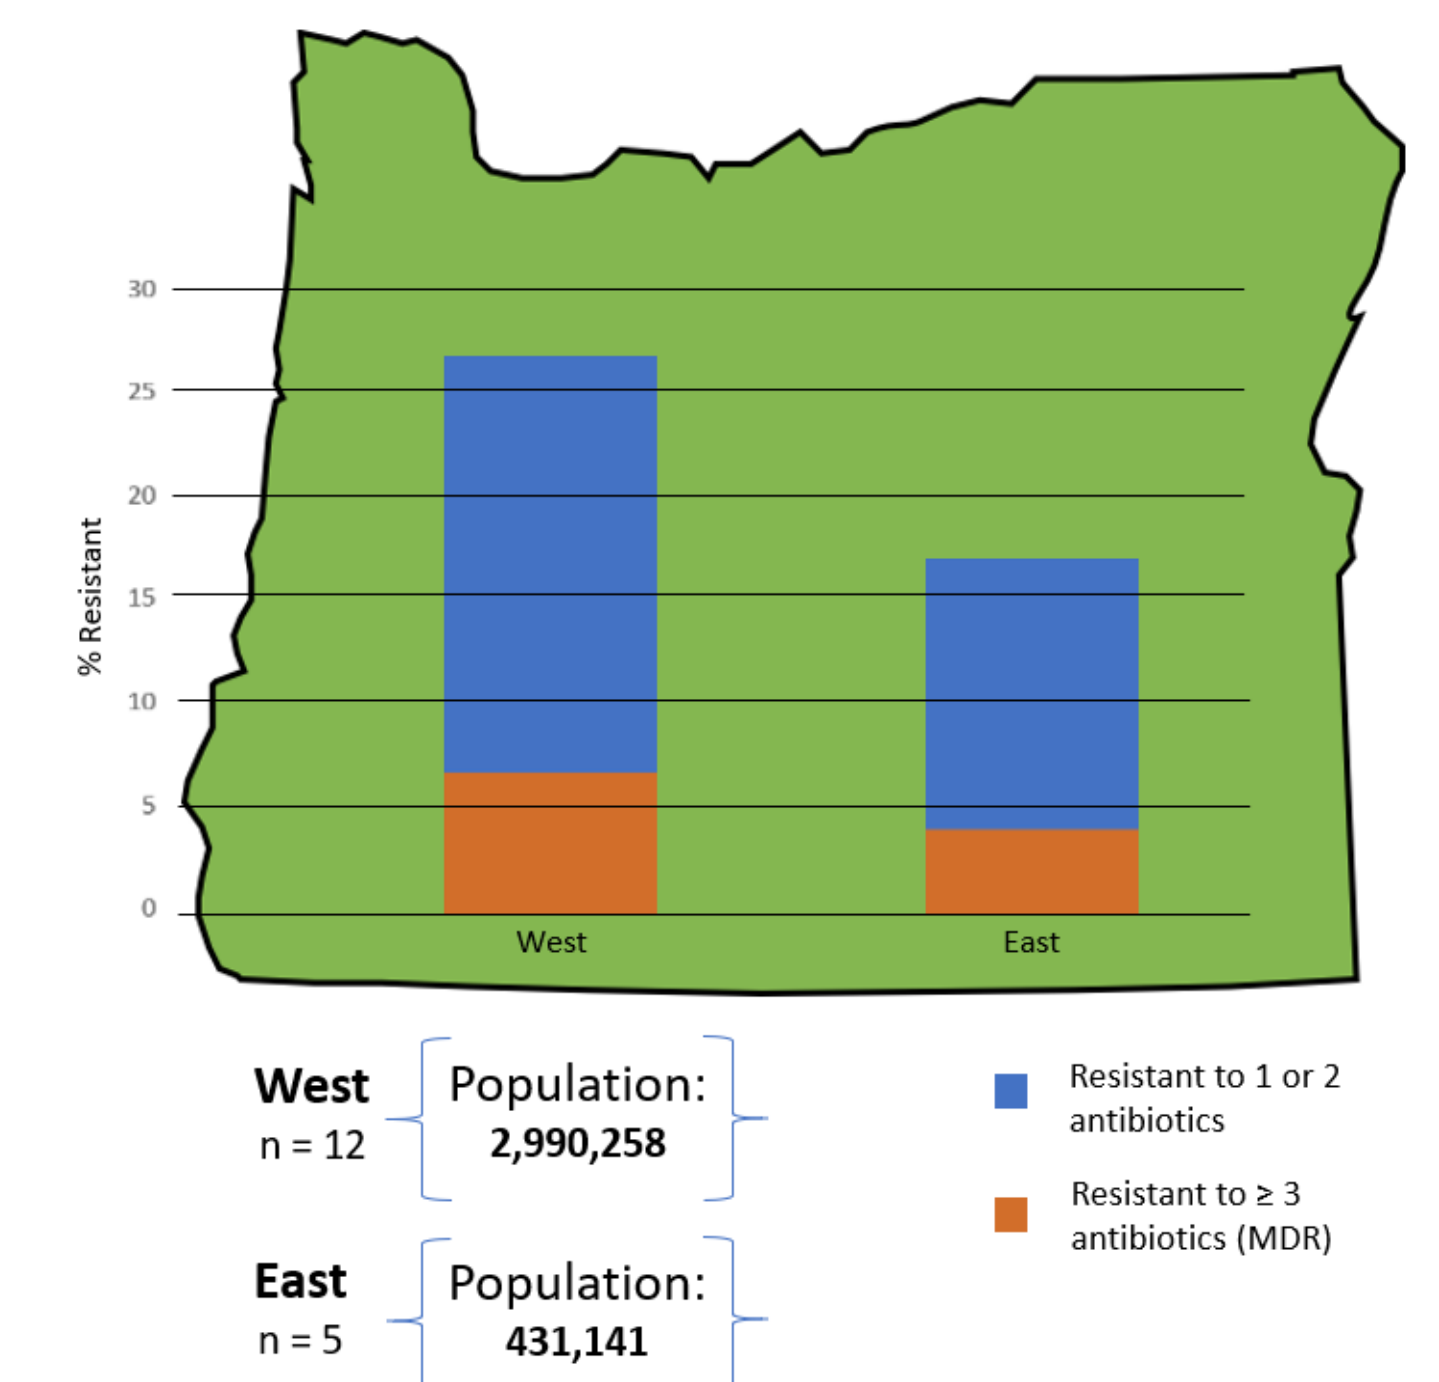 30
25
20
15
10
5
0
% Resistant
West
East
West
n = 12
Population:
2,990,258
East
n = 5
Population:
431,141
Resistant to 1 or 2
antibiotics
Resistant to ≥ 3
antibiotics (MDR)